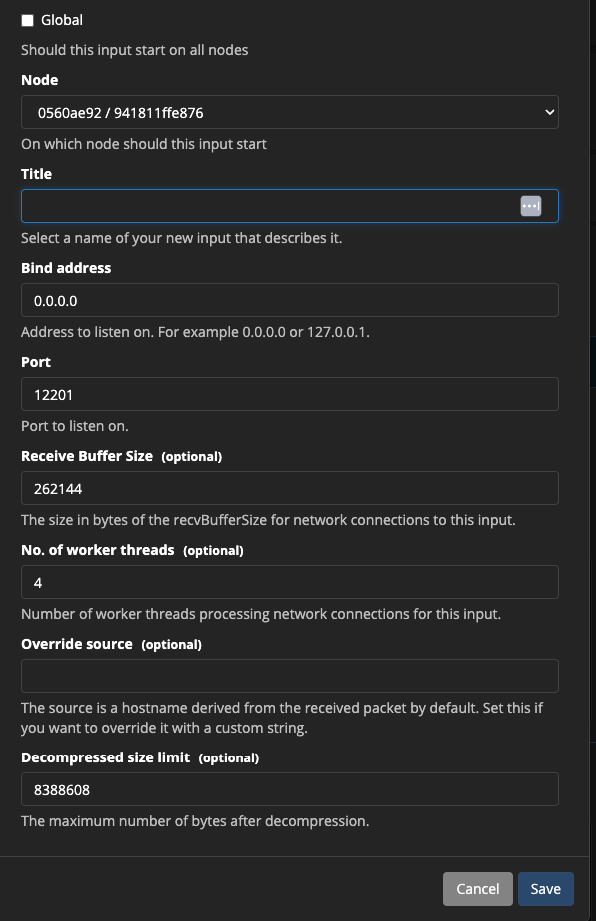 Global
Should this input start on all nodes
Node
0560ae92 / 941811ffe876
On which node should this input start
Title
Select a name of your new input that describes it.
Bind address
0.0.0.0
Address to listen on. For example 0.0.0.0 or 127.0.0.1.
Port
12201
Port to listen on.
Receive Buffer Size (optional)
262144
The size in bytes of the recvBufferSize for network connections to this input.
No. of worker threads (optional)
4
Number of worker threads processing network connections for this input.
Override source (optional)
The source is a hostname derived from the received packet by default. Set this if
you want to override it with a custom string.
Decompressed size limit (optional)
8388608
The maximum number of bytes after decompression.
Cancel Save